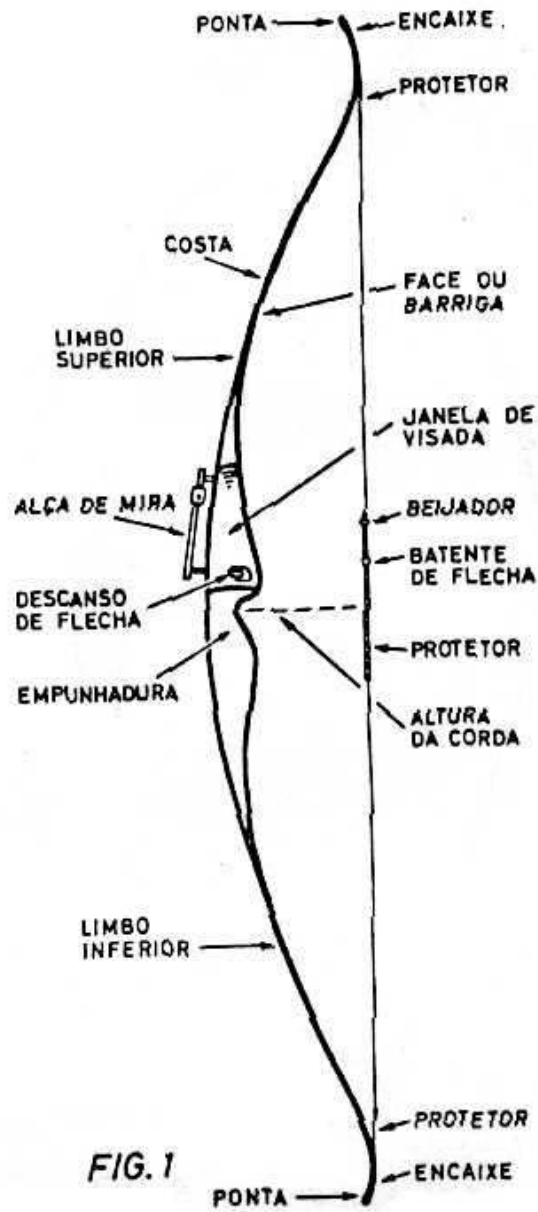 PONTA
ENCAIXE.
PROTETOR
COSTA
FACE OU
BARRIGA
LIMBO
SUPERIOR
JANELA DE
VISADA
ALÇA DE MIRA
BEIJADOR
BATENTE
DE FLECHA
DESCANSO
DE FLECHA
PROTETOR
EMPUNHADURA
ALTURA
DA CORDA
LIMBO
INFERIOR
PROTETOR
FIG. 1
ENCAIXE
PONTA